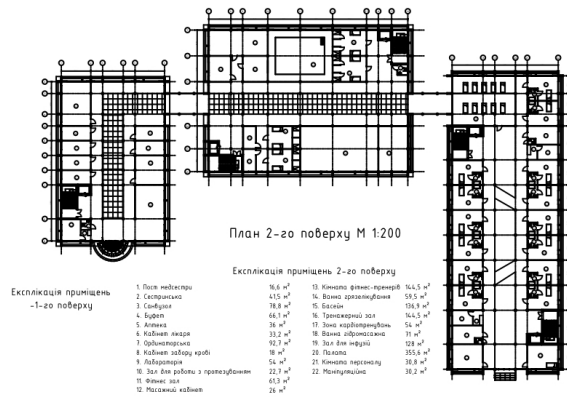 План 2-го поверху М 1:200
Експлікація приміщень
-1-го поверху
Експлікація приміщень 2-го поверху
1. Пост медсестри 16,6 м²
2. Сестринська 41,5 м²
3. Санвузол 78,8 м²
4. Буфет 66,1 м²
5. Аптека 36 м²
6. Кабінет лікаря 33,2 м²
7. Ординаторська 92,7 м²
8. Кабінет забору крові 18 м²
9. Лабораторія 54 м²
10. Зал для роботи з протезуванням 22,7 м²
11. Фітнес зал 61,3 м²
12. Масажний кабінет 26 м²
13. Кімната фітнес-тренерів 144,5 м²
14. Ванна грязелікування 59,5 м²
15. Басейн 136,9 м²
16. Тренажерний зал 144,5 м²
17. Зона кардіотренувань 54 м²
18. Ванна гідромасажна 71 м²
19. Зал для інфузій 128 м²
20. Палата 355,6 м²
21. Кімната персоналу 30,8 м²
22. Маніпуляційна 30,2 м²